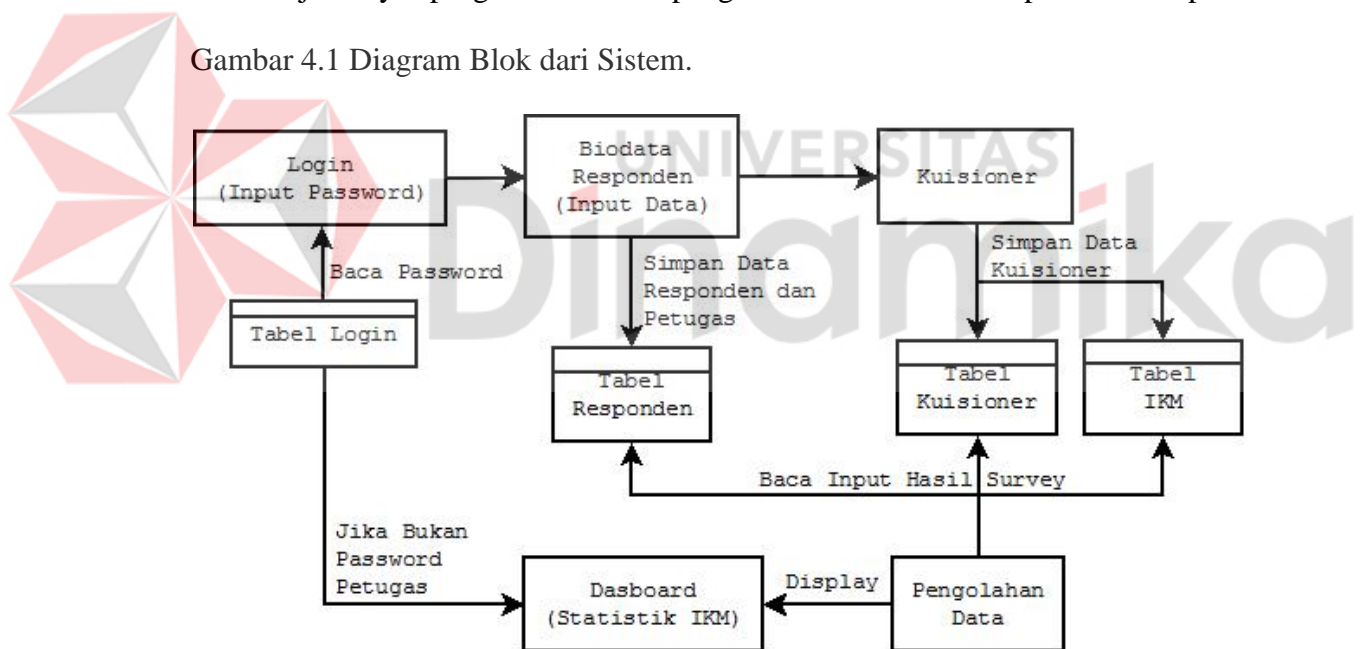 Gambar 4.1 Diagram Blok dari Sistem.
UNIVERSITAS
Dinamika
Login
(Input Password)
Biodata
Responden
(Input Data)
Kuisioner
Baca Password
Simpan Data
Responden dan
Petugas
Simpan Data
Kuisioner
Tabel Login
Tabel
Responden
Tabel
Kuisioner
Tabel
IKM
Baca Input Hasil Survey
Jika Bukan
Password
Petugas
Dasboard
(Statistik IKM)
Display
Pengolahan
Data